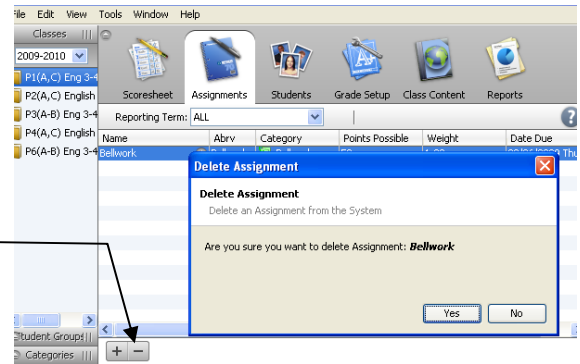 File Edit View Tools Window Help
Classes
2009-2010
P1(A,C) Eng 3-4
P2(A,C) English
P3(A-B) Eng 3-4
P4(A,C) English
P6(A-B) Eng 3-4
Scoresheet Assignments Students Grade Setup Class Content Reports
Reporting Term: ALL
Name Abrv Category Points Possible Weight Date Due
Bellwork
Delete Assignment
Delete Assignment
Delete an Assignment from the System
Are you sure you want to delete Assignment: Bellwork
Yes No
Student Groups
Categories